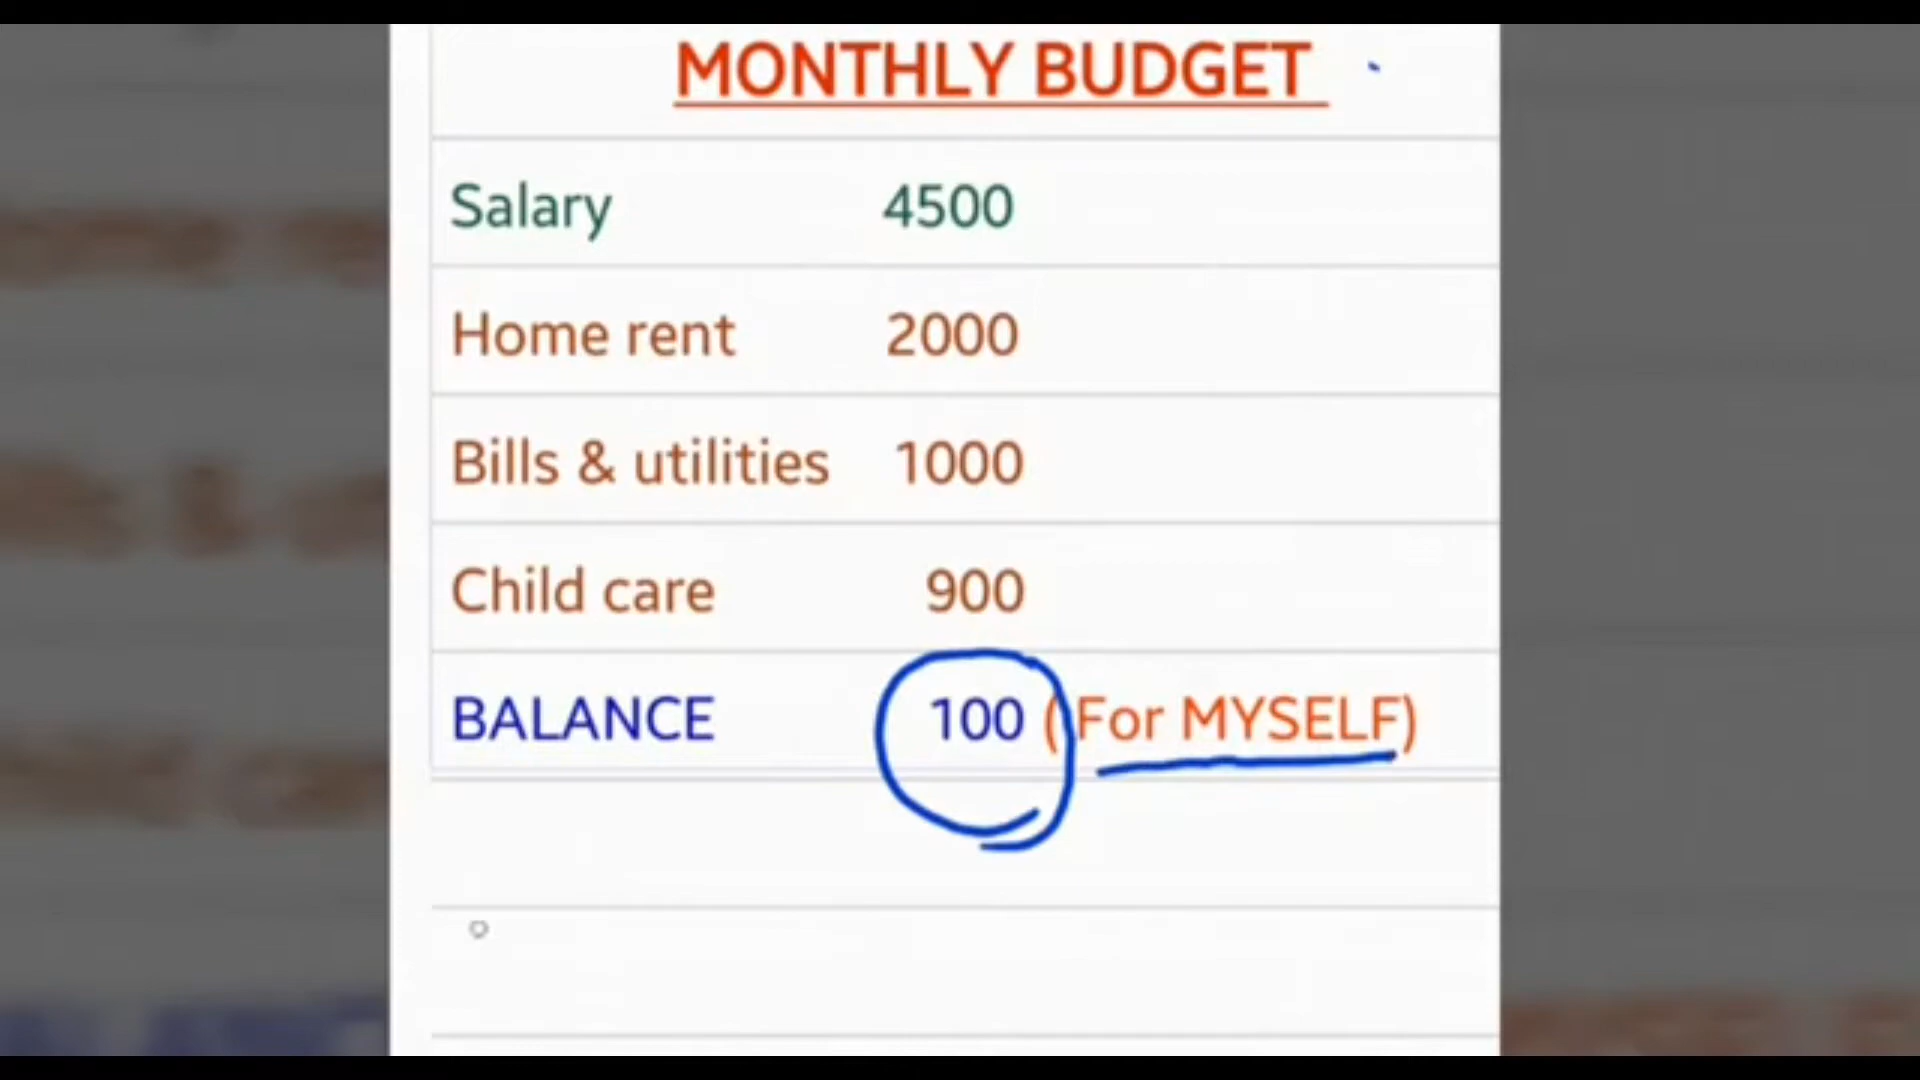 MONTHLY BUDGET
Salary 4500
Home rent 2000
Bills & utilities 1000
Child care 900
BALANCE 100 (For MYSELF)